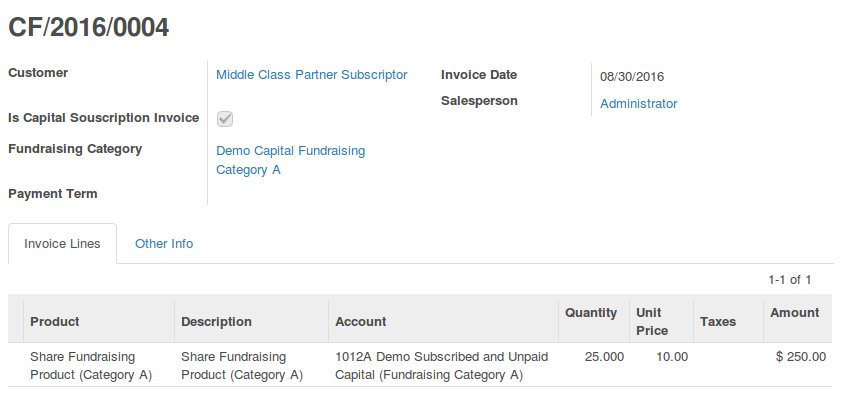 CF/2016/0004
Customer
Middle Class Partner Subscriptor
Invoice Date
08/30/2016
Salesperson
Administrator
Is Capital Souscription Invoice
Fundraising Category
Demo Capital Fundraising
Category A
Payment Term
Invoice Lines
Other Info
1-1 of 1
Product
Description
Account
Quantity
Unit
Price
Taxes
Amount
Share Fundraising
Product (Category A)
Share Fundraising
Product (Category A)
1012A Demo Subscribed and Unpaid
Capital (Fundraising Category A)
25.000
10.00
$ 250.00